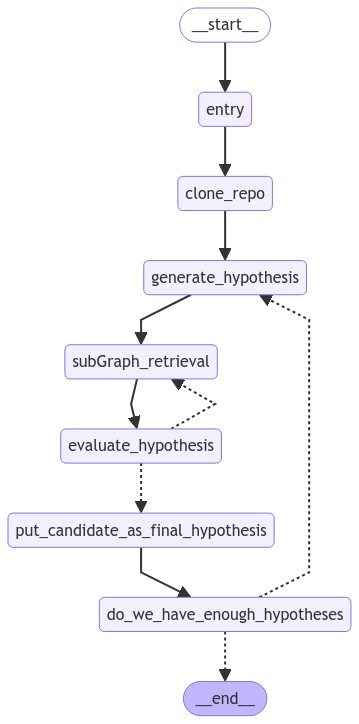 __start__
entry
clone_repo
generate_hypothesis
subGraph_retrieval
evaluate_hypothesis
put_candidate_as_final_hypothesis
do_we_have_enough_hypotheses
__end__